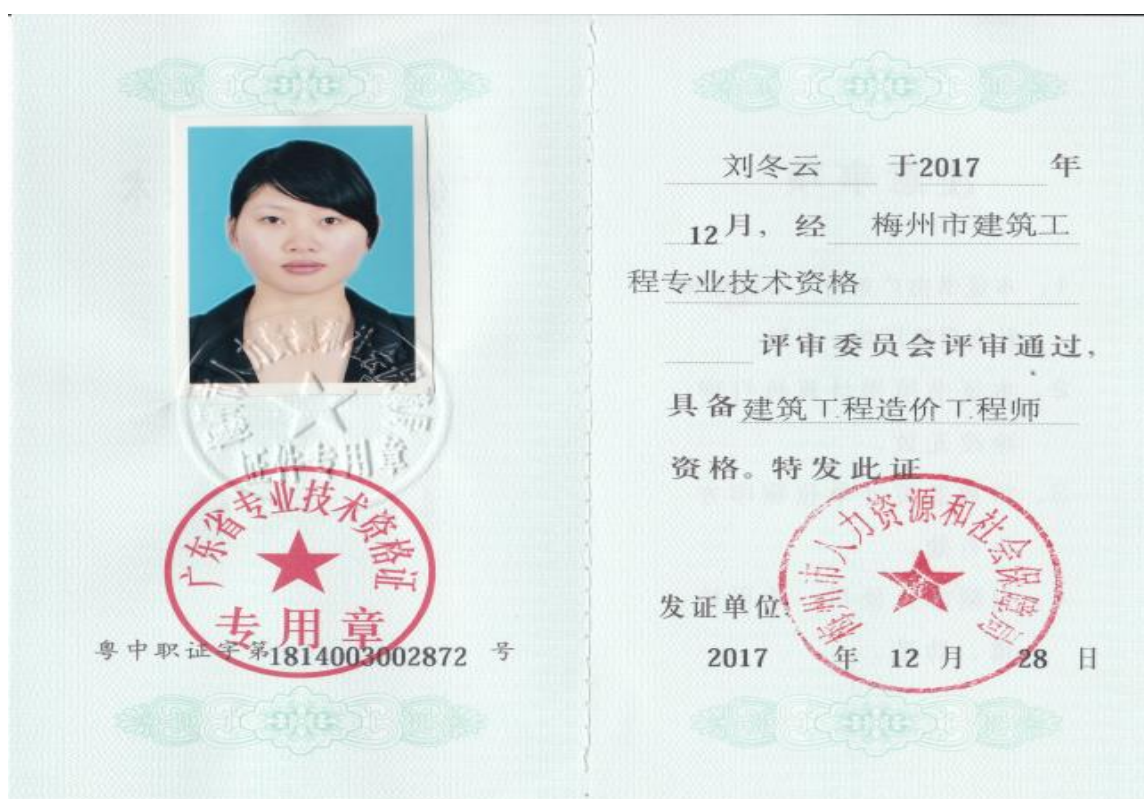 广东省专业技术资格证
专用章
证件专用章
粤中职证字第1814003002872 号
刘冬云 于2017 年
12月，经 梅州市建筑工
程专业技术资格
评审委员会评审通过，
具备建筑工程造价工程师
资格。特发此证
梅州市人力资源和社会保障局
发证单位：
2017 年 12 月 28 日